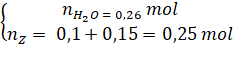 n_{H_2O = 0,26} mol
n_Z = 0,1 + 0,15 = 0,25 mol